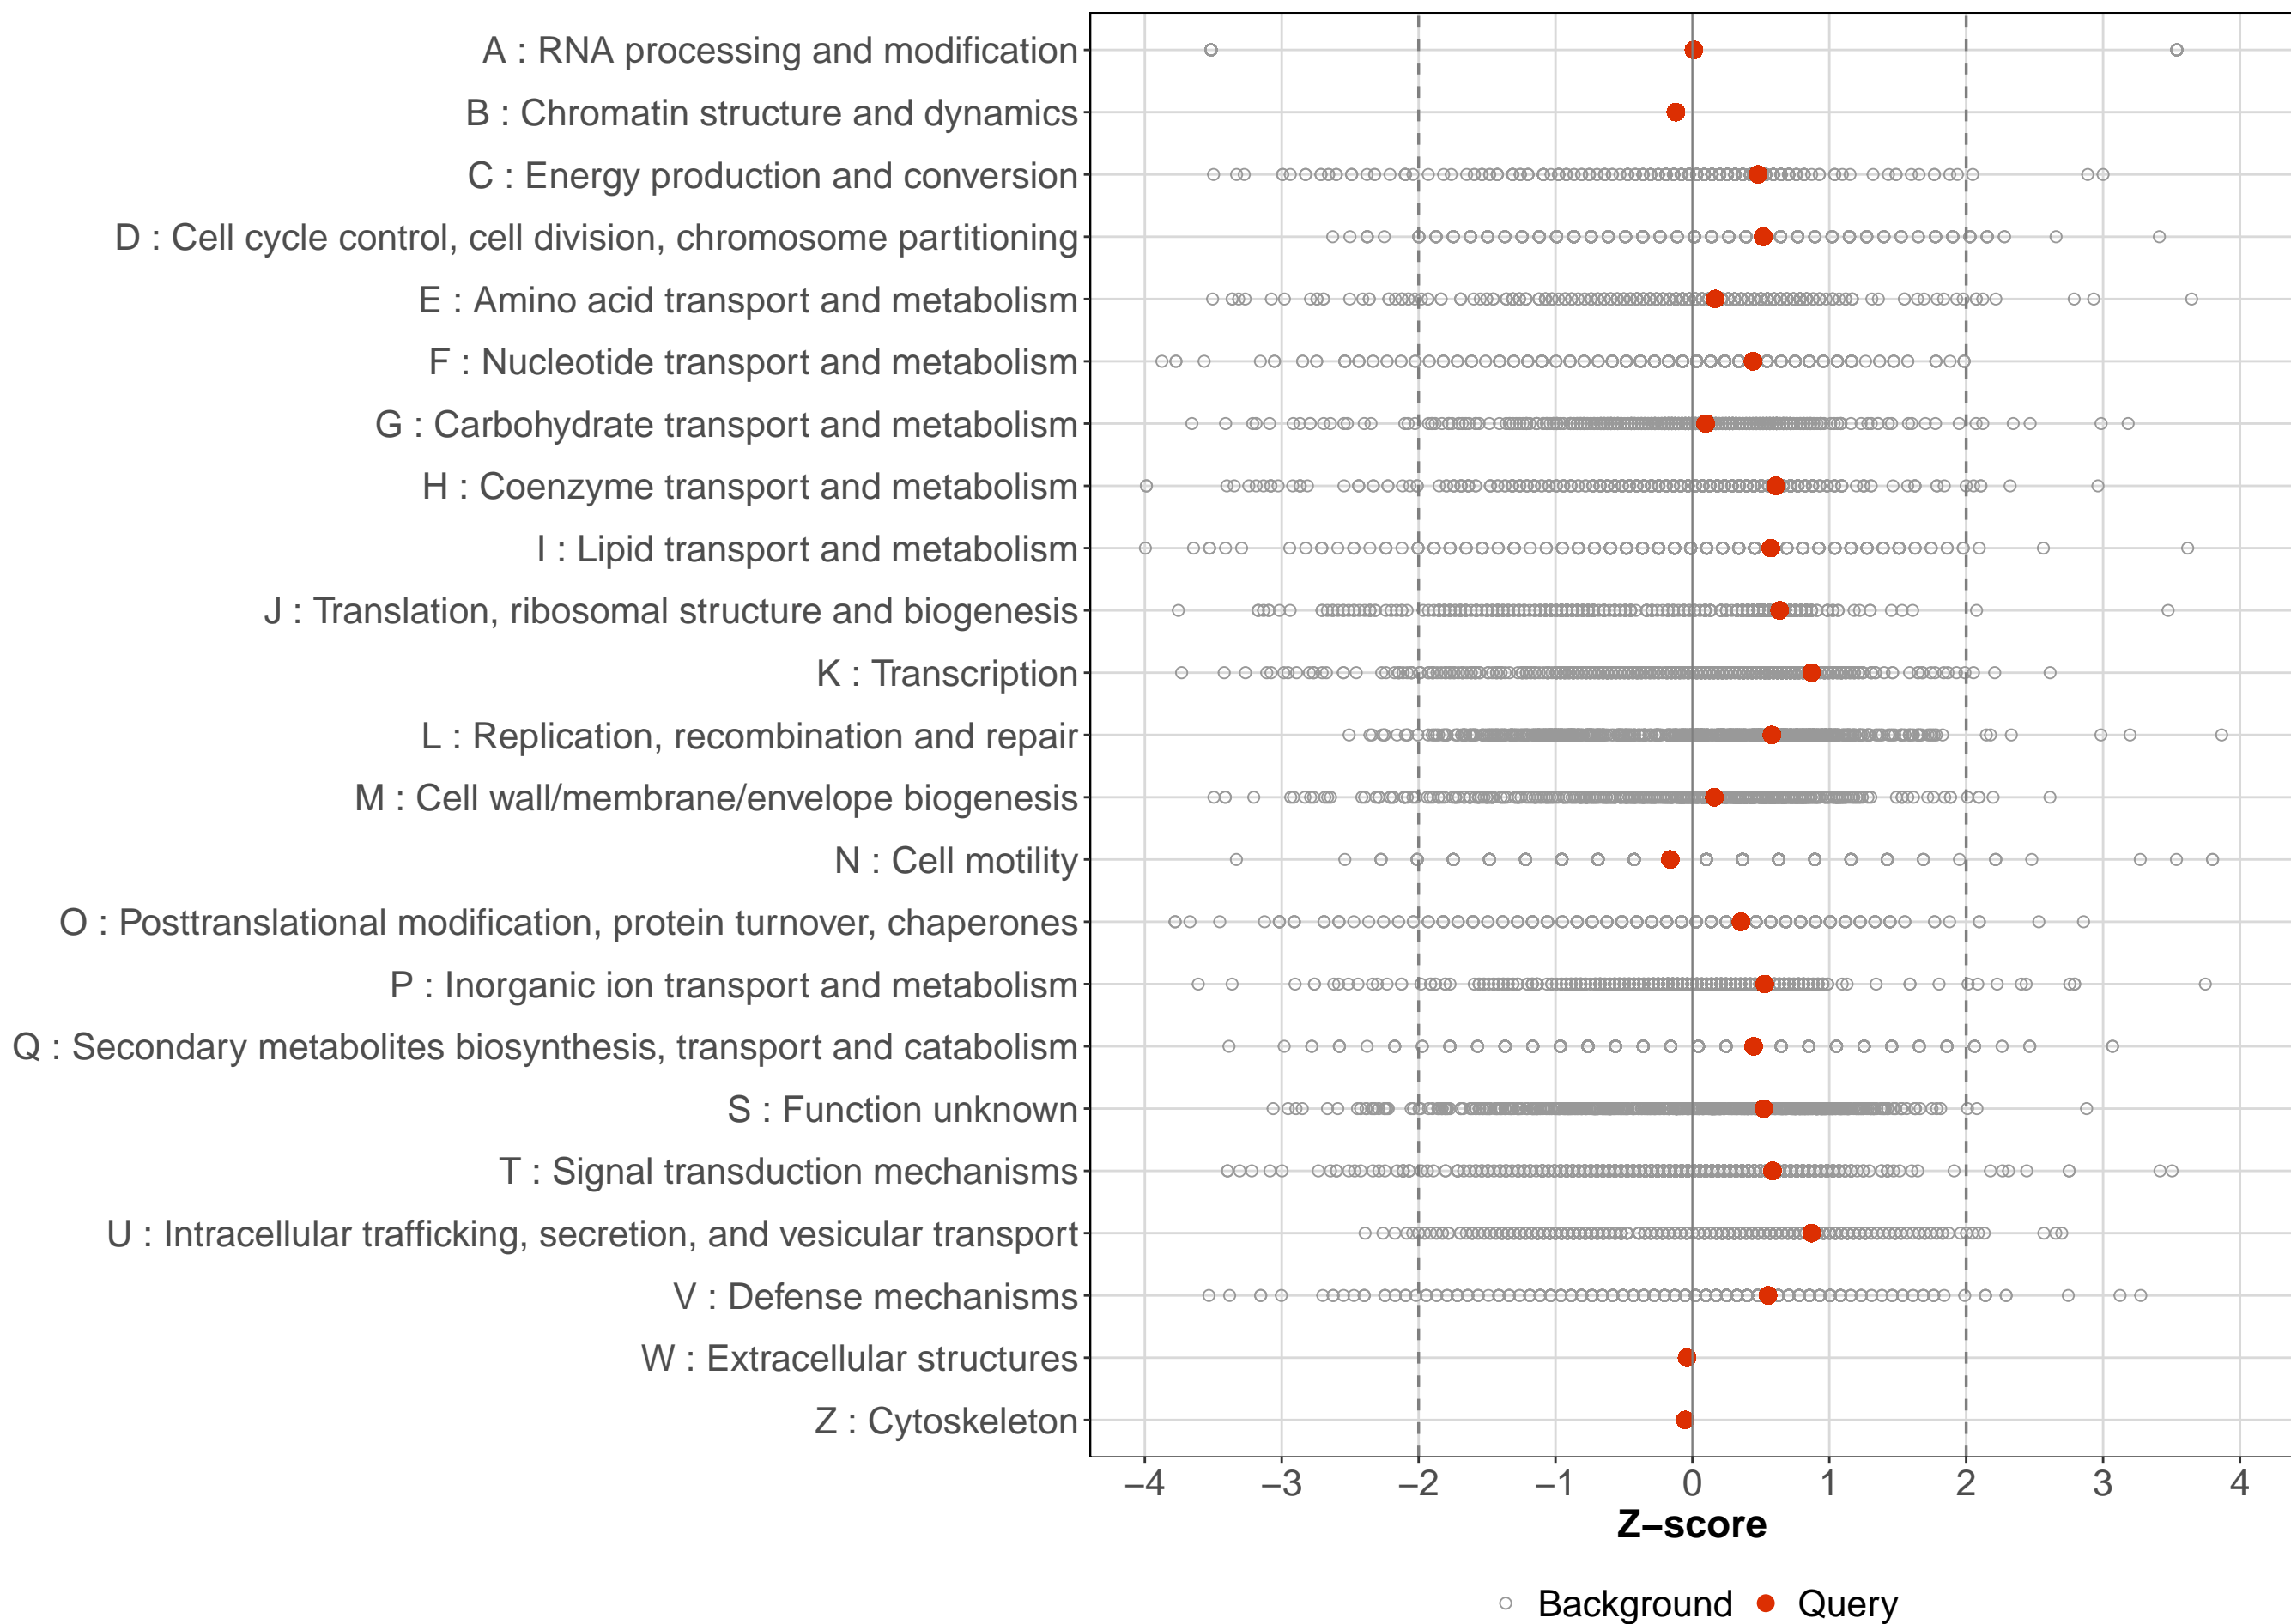 A : RNA processing and modification
B : Chromatin structure and dynamics
C : Energy production and conversion
D : Cell cycle control, cell division, chromosome partitioning
E : Amino acid transport and metabolism
F : Nucleotide transport and metabolism
G : Carbohydrate transport and metabolism
H : Coenzyme transport and metabolism
I : Lipid transport and metabolism
J : Translation, ribosomal structure and biogenesis
K : Transcription
L : Replication, recombination and repair
M : Cell wall/membrane/envelope biogenesis
N : Cell motility
O : Posttranslational modification, protein turnover, chaperones
P : Inorganic ion transport and metabolism
Q : Secondary metabolites biosynthesis, transport and catabolism
S : Function unknown
T : Signal transduction mechanisms
U : Intracellular trafficking, secretion, and vesicular transport
V : Defense mechanisms
W : Extracellular structures
Z : Cytoskeleton
−4 −3 −2 −1 0 1 2 3 4
Z−score
Background Query